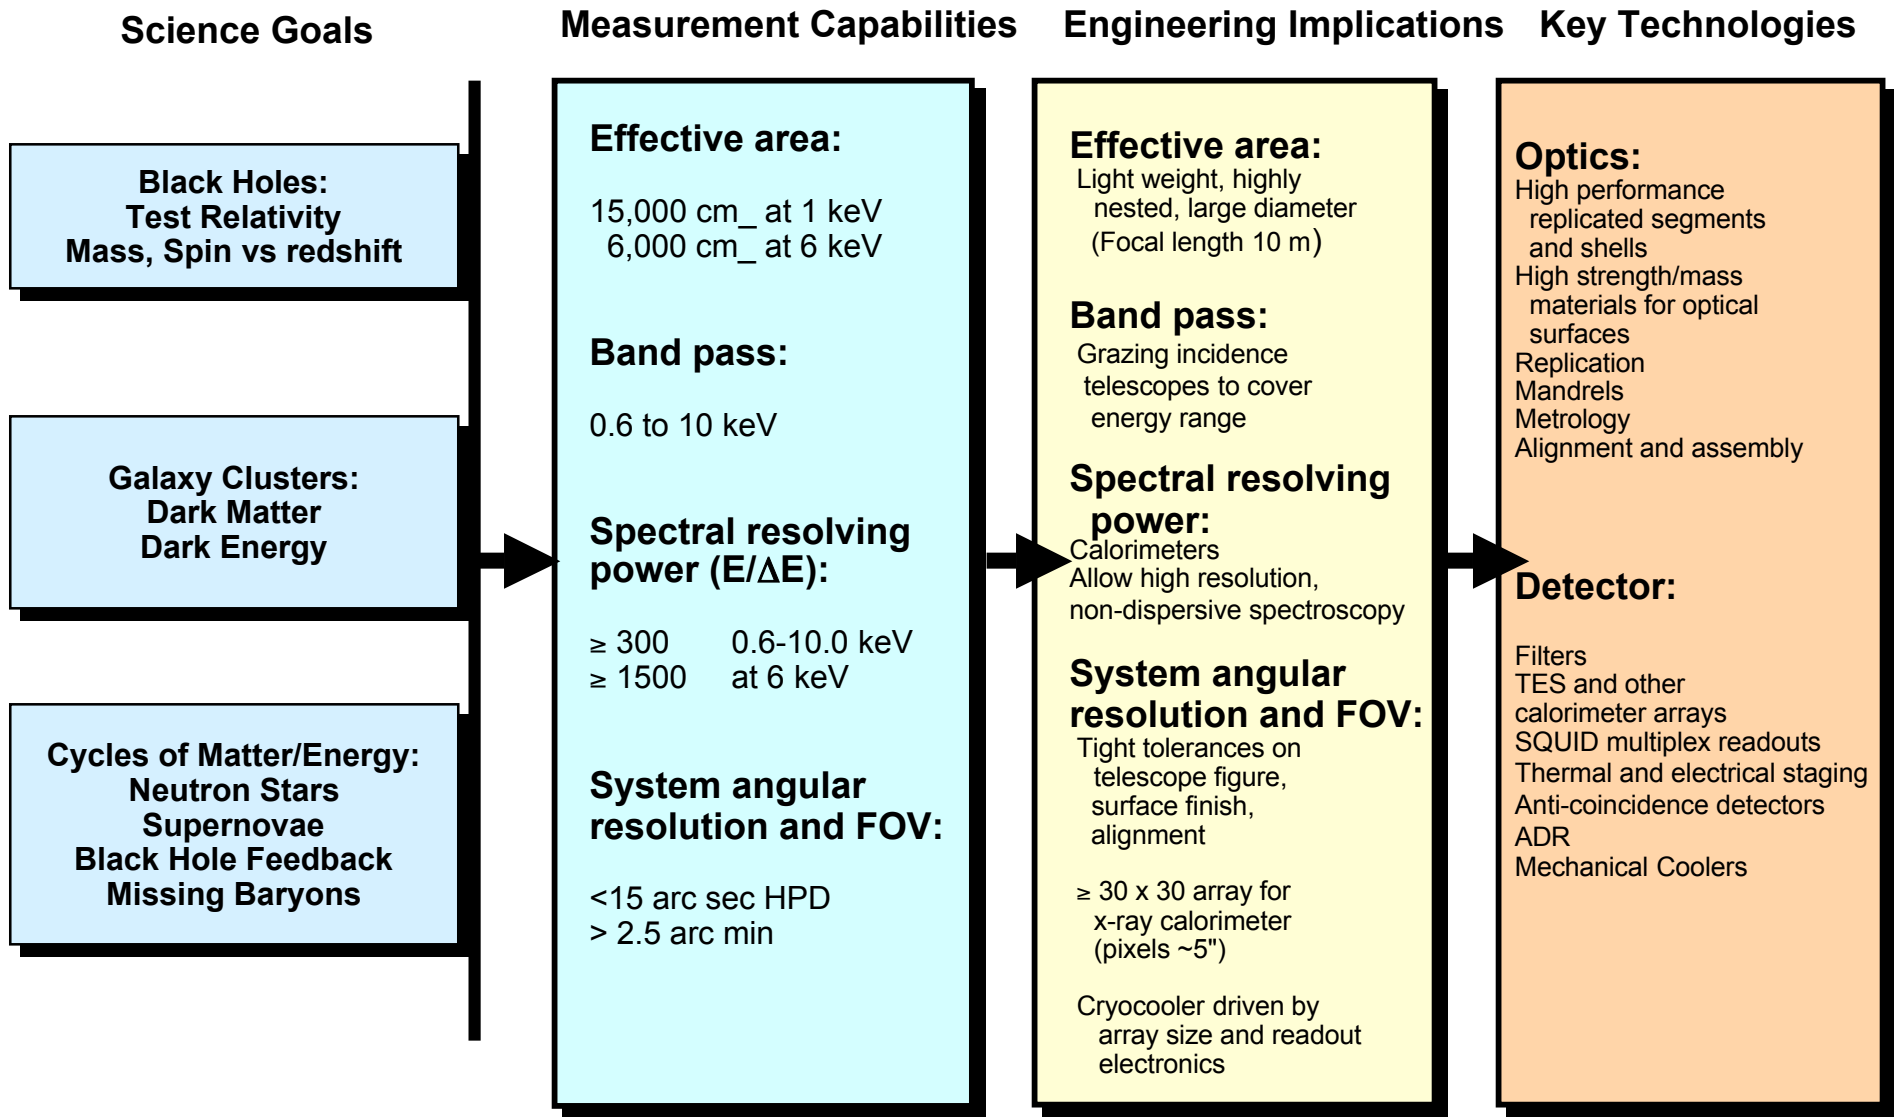 Science Goals
Measurement Capabilities
Engineering Implications
Key Technologies
Black Holes:
Test Relativity
Mass, Spin vs redshift
Galaxy Clusters:
Dark Matter
Dark Energy
Cycles of Matter/Energy:
Neutron Stars
Supernovae
Black Hole Feedback
Missing Baryons
Effective area:
15,000 cm_ at 1 keV
6,000 cm_ at 6 keV
Band pass:
0.6 to 10 keV
Spectral resolving
power (E/ΔE):
≥ 300 0.6-10.0 keV
≥ 1500 at 6 keV
System angular
resolution and FOV:
<15 arc sec HPD
> 2.5 arc min
Effective area:
Light weight, highly
nested, large diameter
(Focal length 10 m)
Band pass:
Grazing incidence
telescopes to cover
energy range
Spectral resolving
power:
Calorimeters
Allow high resolution,
non-dispersive spectroscopy
System angular
resolution and FOV:
Tight tolerances on
telescope figure,
surface finish,
alignment
≥ 30 x 30 array for
x-ray calorimeter
(pixels ~5")
Cryocooler driven by
array size and readout
electronics
Optics:
High performance
replicated segments
and shells
High strength/mass
materials for optical
surfaces
Replication
Mandrels
Metrology
Alignment and assembly
Detector:
Filters
TES and other
calorimeter arrays
SQUID multiplex readouts
Thermal and electrical staging
Anti-coincidence detectors
ADR
Mechanical Coolers